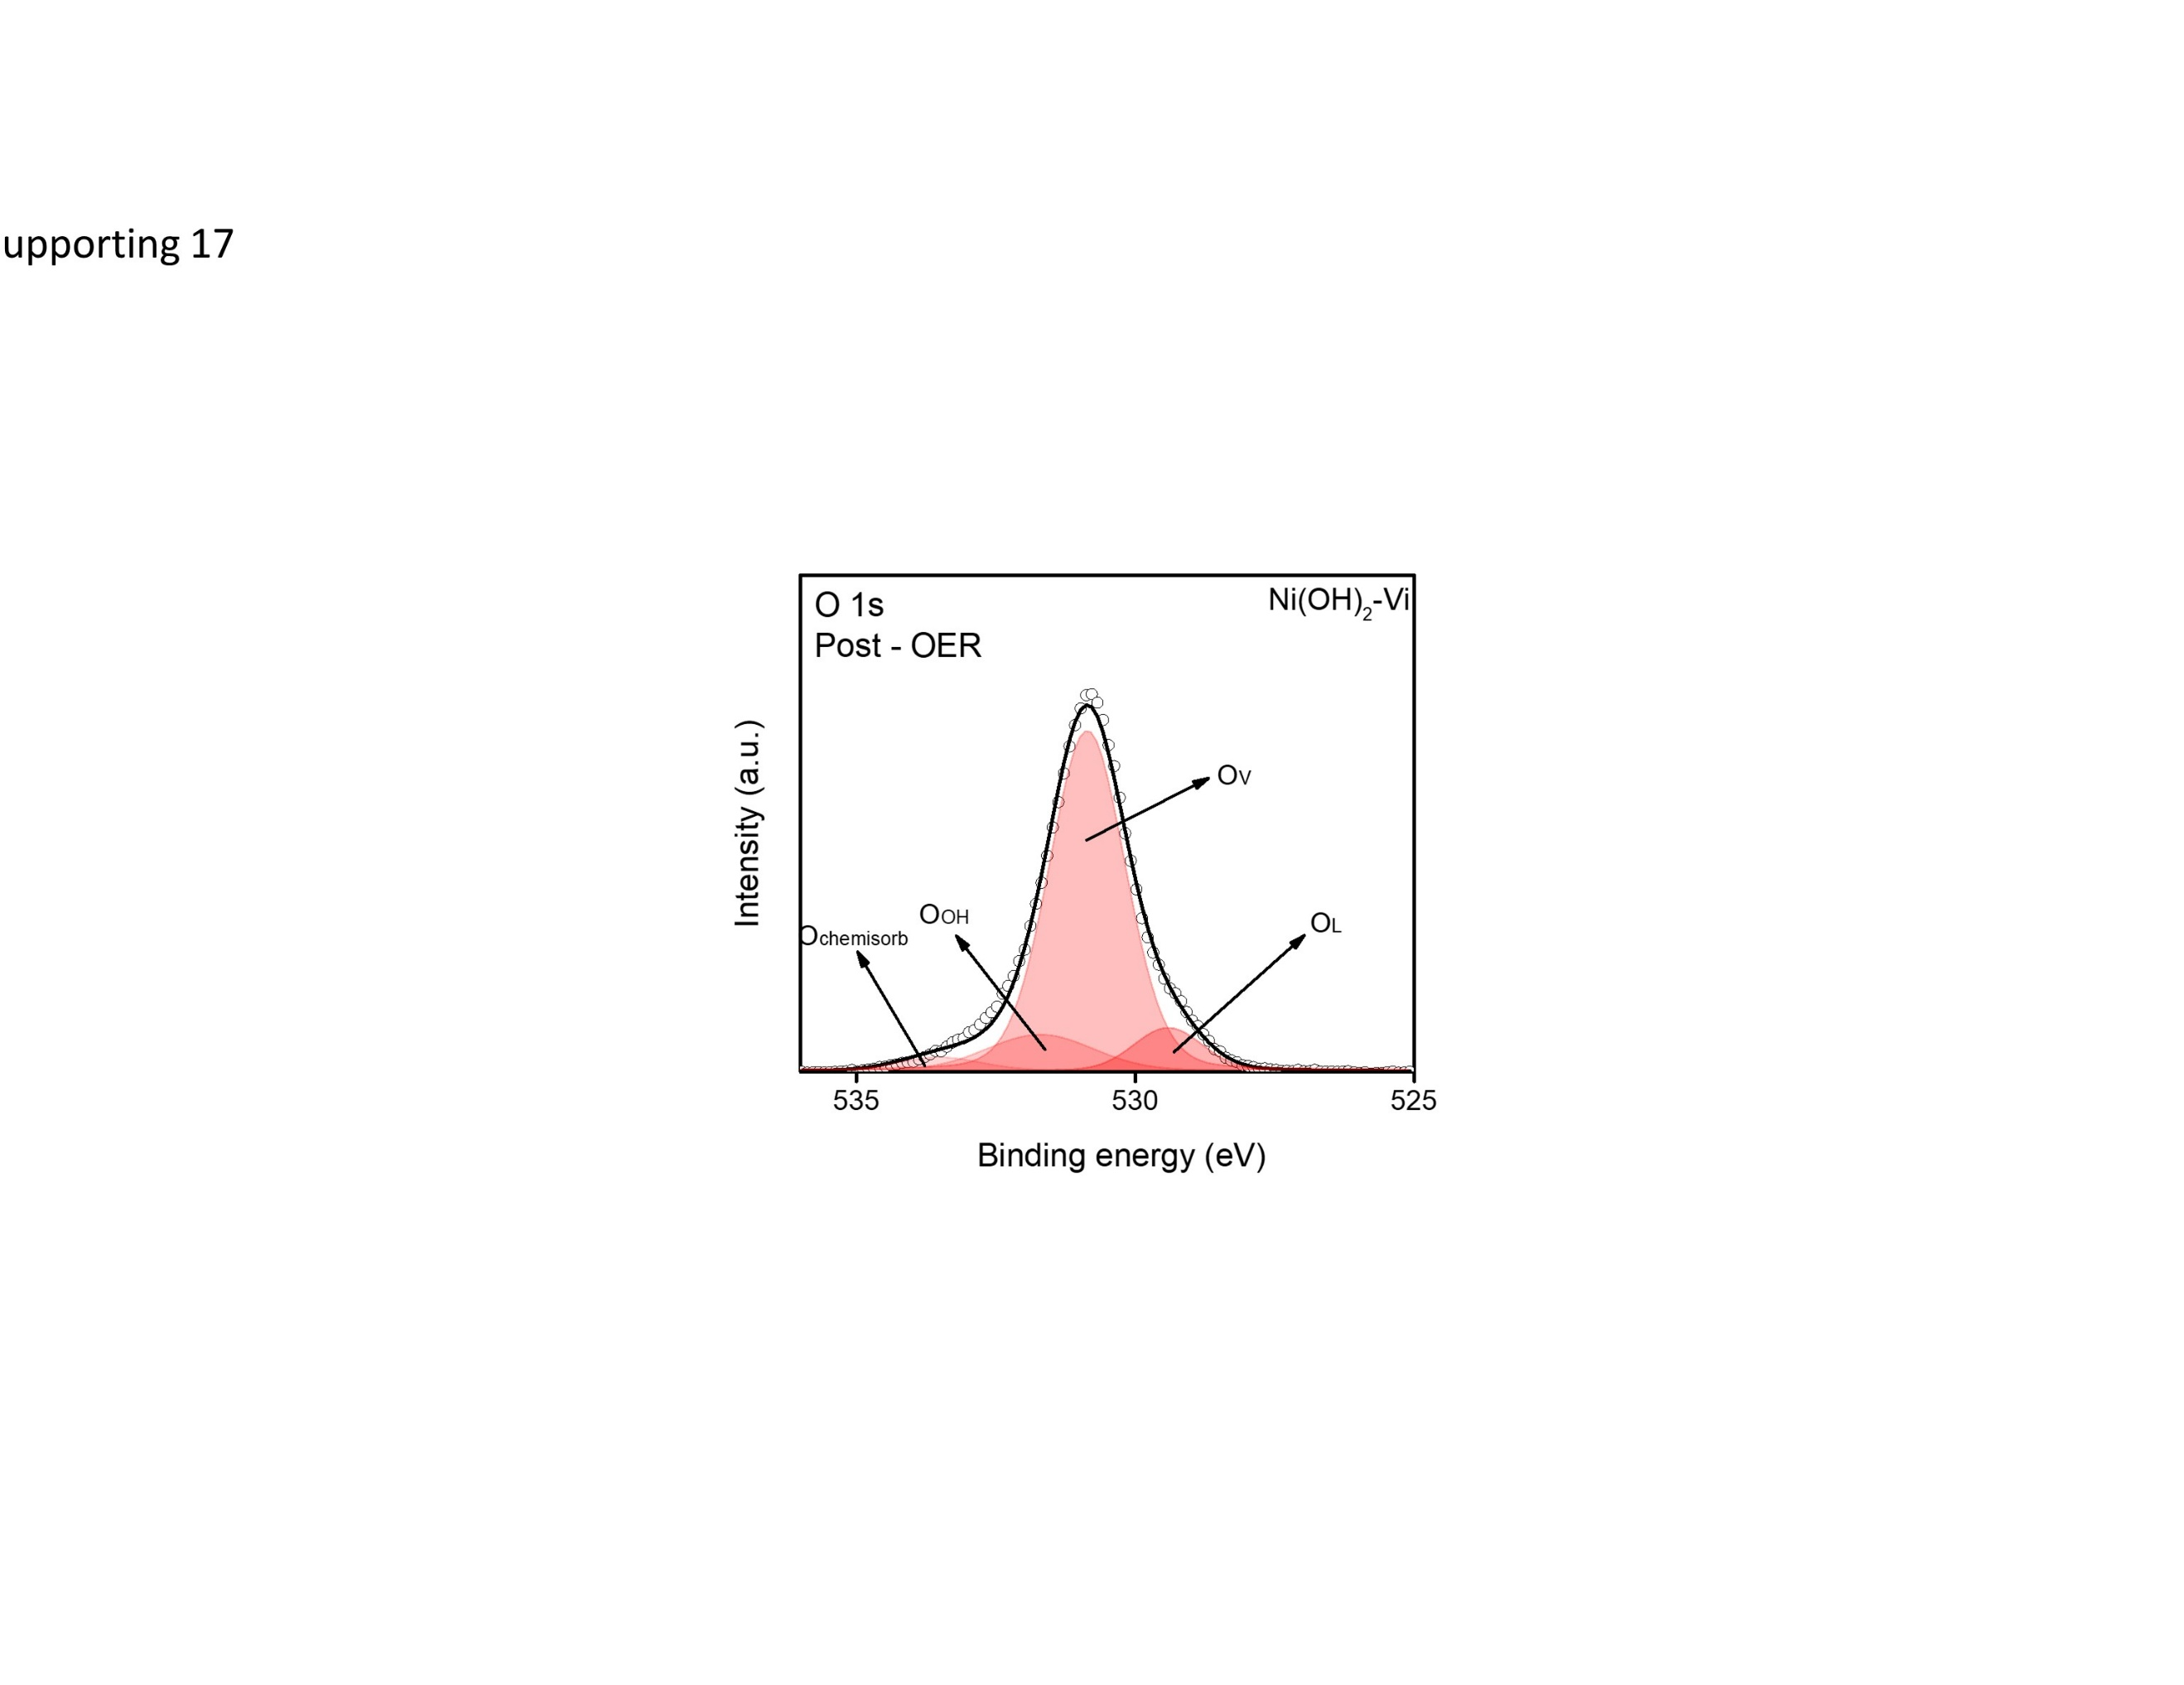 upporting 17
O 1s
Ni(OH)2-Vi
Post - OER
OV
OOH
OL
Ochemisorb
Intensity (a.u.)
535
530
525
Binding energy (eV)